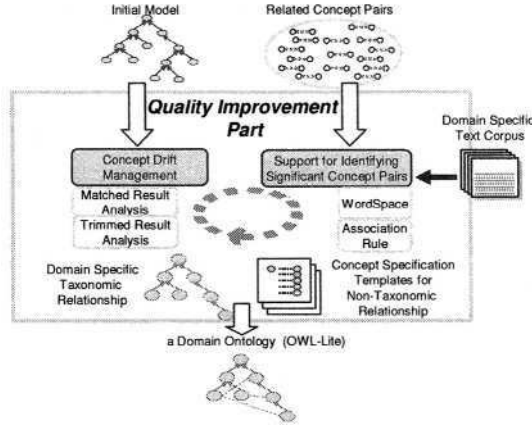 Initial Model
Related Concept Pairs
Quality Improvement
Part
Domain Specific
Text Corpus
Concept Drift
Management
Support for Identifying
Significant Concept Pairs
Matched Result
Analysis
Trimmed Result
Analysis
WordSpace
Association
Rule
Domain Specific
Taxonomic
Relationship
Concept Specification
Templates for
Non-Taxonomic
Relationship
a Domain Ontology (OWL-Lite)